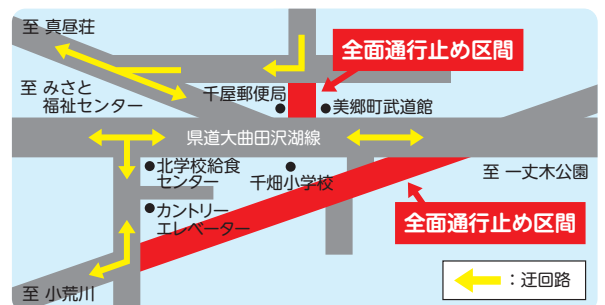 至 真昼荘
全面通行止め区間
至 みさと
福祉センター
千屋郵便局
美郷町武道館
県道大曲田沢湖線
北学校給食
センター
千畑小学校
至 一丈木公園
カントリー
エレベーター
全面通行止め区間
至 小荒川
：迂回路